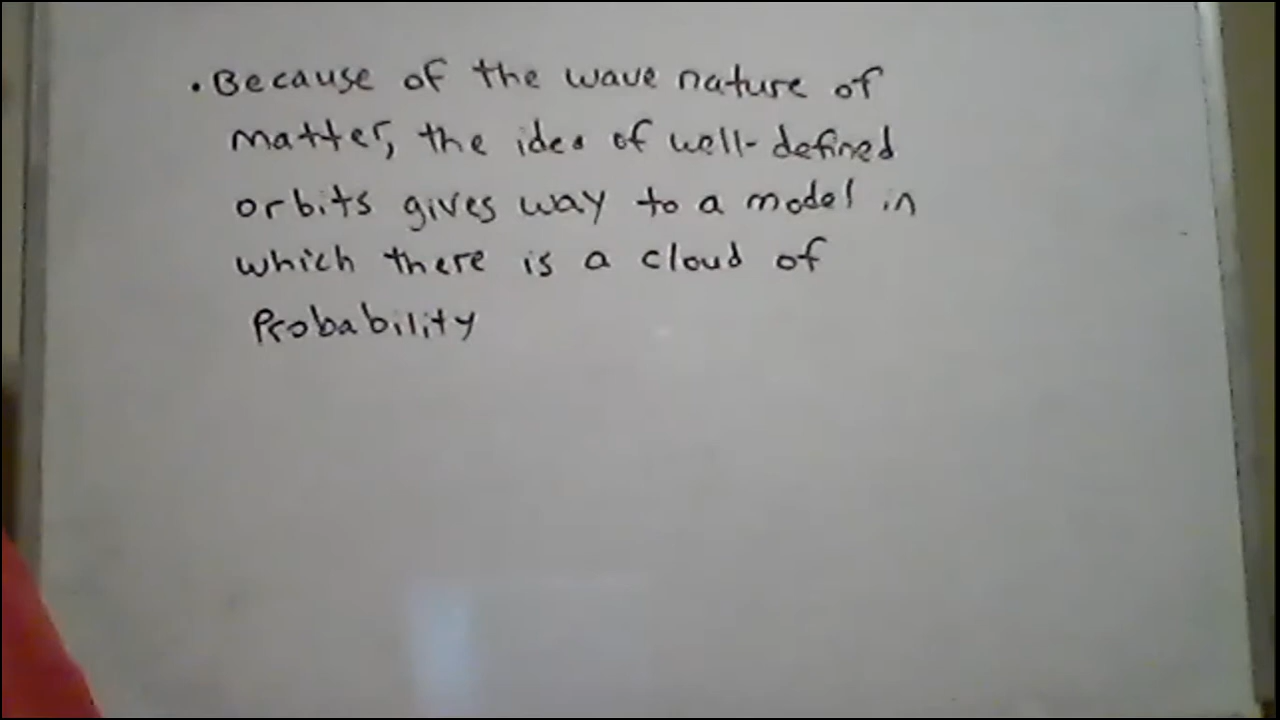 • Because of the wave nature of
matter, the idea of well-defined
orbits gives way to a model in
which there is a cloud of
Probability